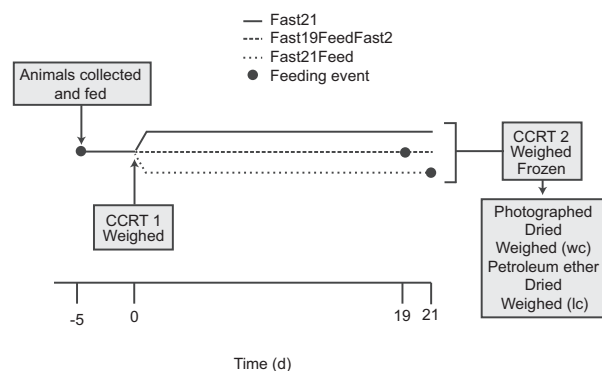 Fast21
Fast19FeedFast2
Fast21Feed
Feeding event
Animals collected
and fed
CCRT 1
Weighed
CCRT 2
Weighed
Frozen
Photographed
Dried
Weighed (wc)
Petroleum ether
Dried
Weighed (lc)
-5
0
19
21
Time (d)